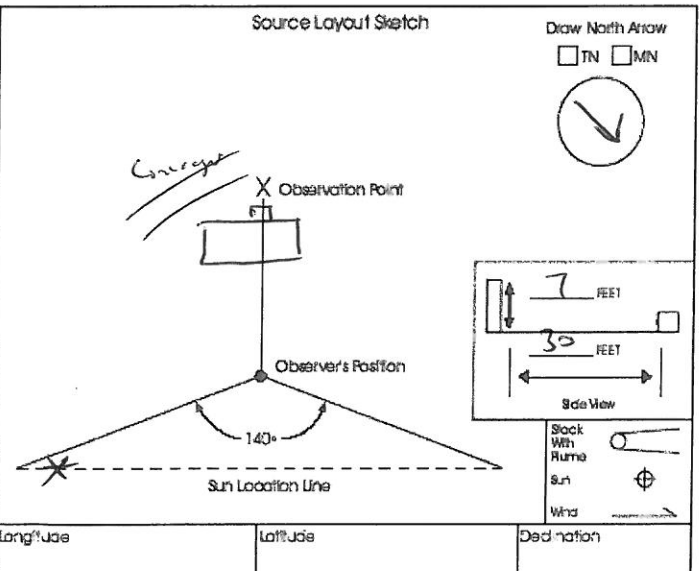 Source Layout Sketch
Draw North Arrow
TN MN
X Observation Point
7 FEET
30 FEET
Side View
Observer's Position
140°
Sun Location Line
Stack
With
Plume
Sun
Wind
Longitude
Latitude
Declination